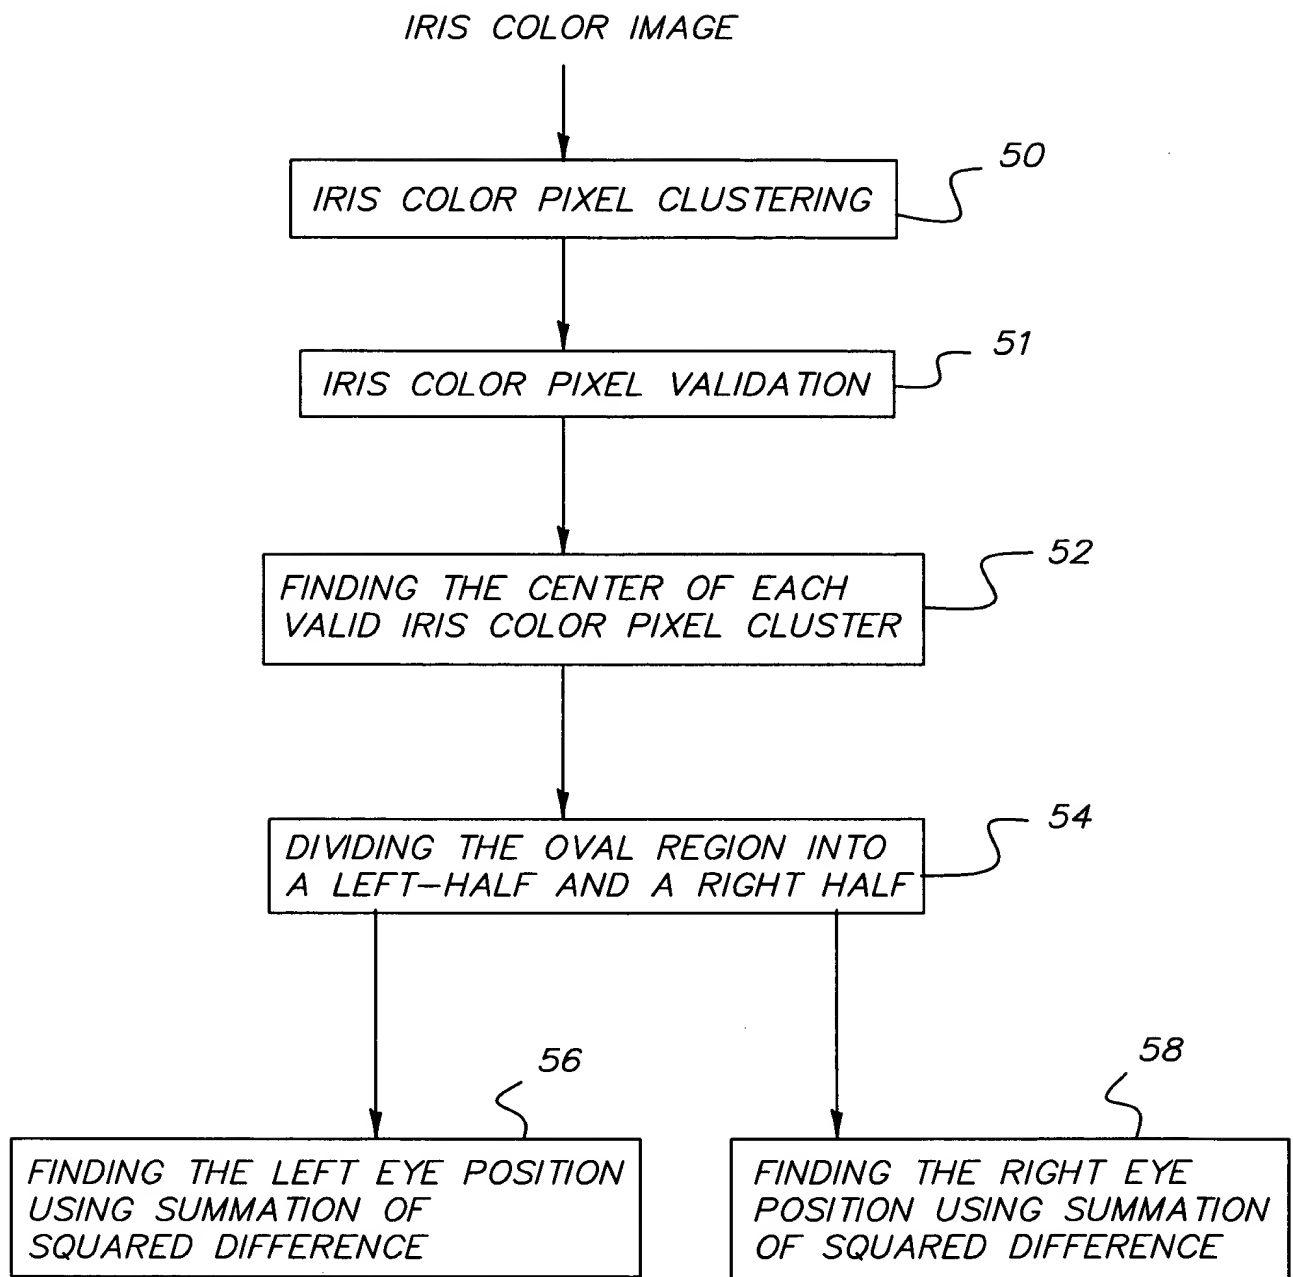 IRIS COLOR IMAGE
50
IRIS COLOR PIXEL CLUSTERING
51
IRIS COLOR PIXEL VALIDATION
52
FINDING THE CENTER OF EACH
VALID IRIS COLOR PIXEL CLUSTER
54
DIVIDING THE OVAL REGION INTO
A LEFT-HALF AND A RIGHT HALF
56
FINDING THE LEFT EYE POSITION
USING SUMMATION OF
SQUARED DIFFERENCE
58
FINDING THE RIGHT EYE
POSITION USING SUMMATION
OF SQUARED DIFFERENCE